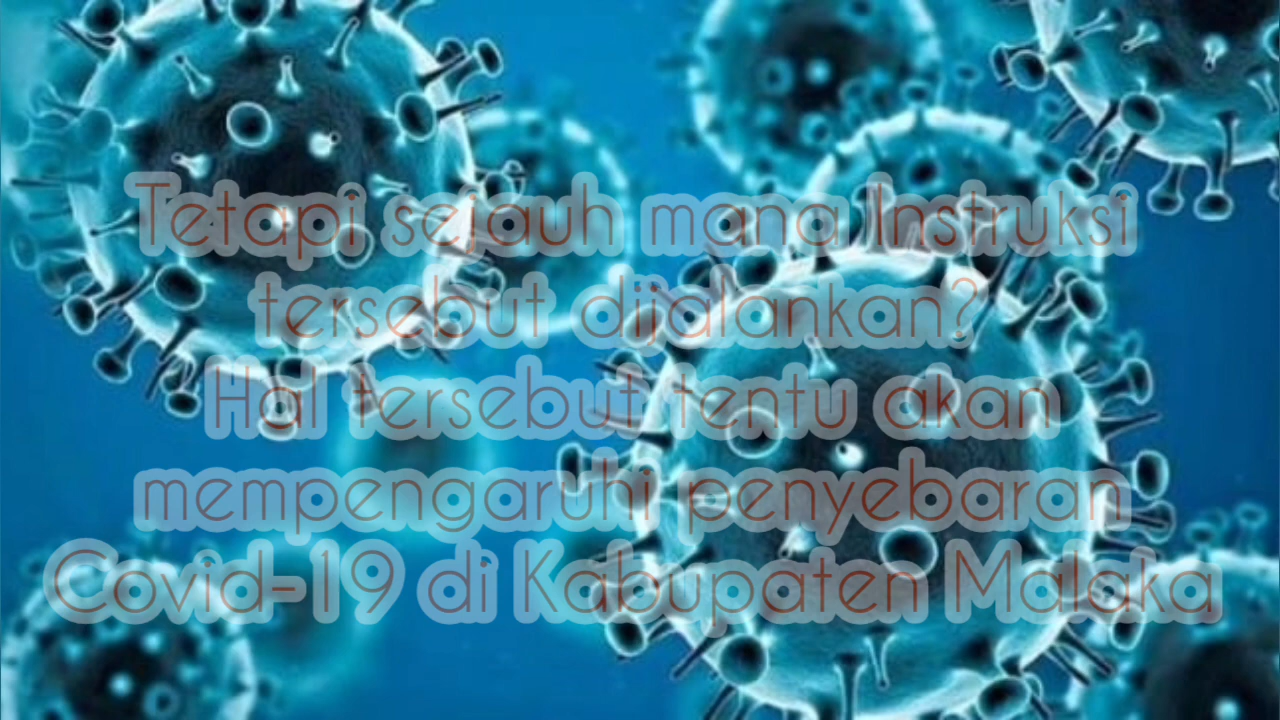 Tetapi sejauh mana Instruksi
tersebut dijalankan?
Hal tersebut tentu akan
mempengaruhi penyebaran
Covid-19 di Kabupaten Malaka